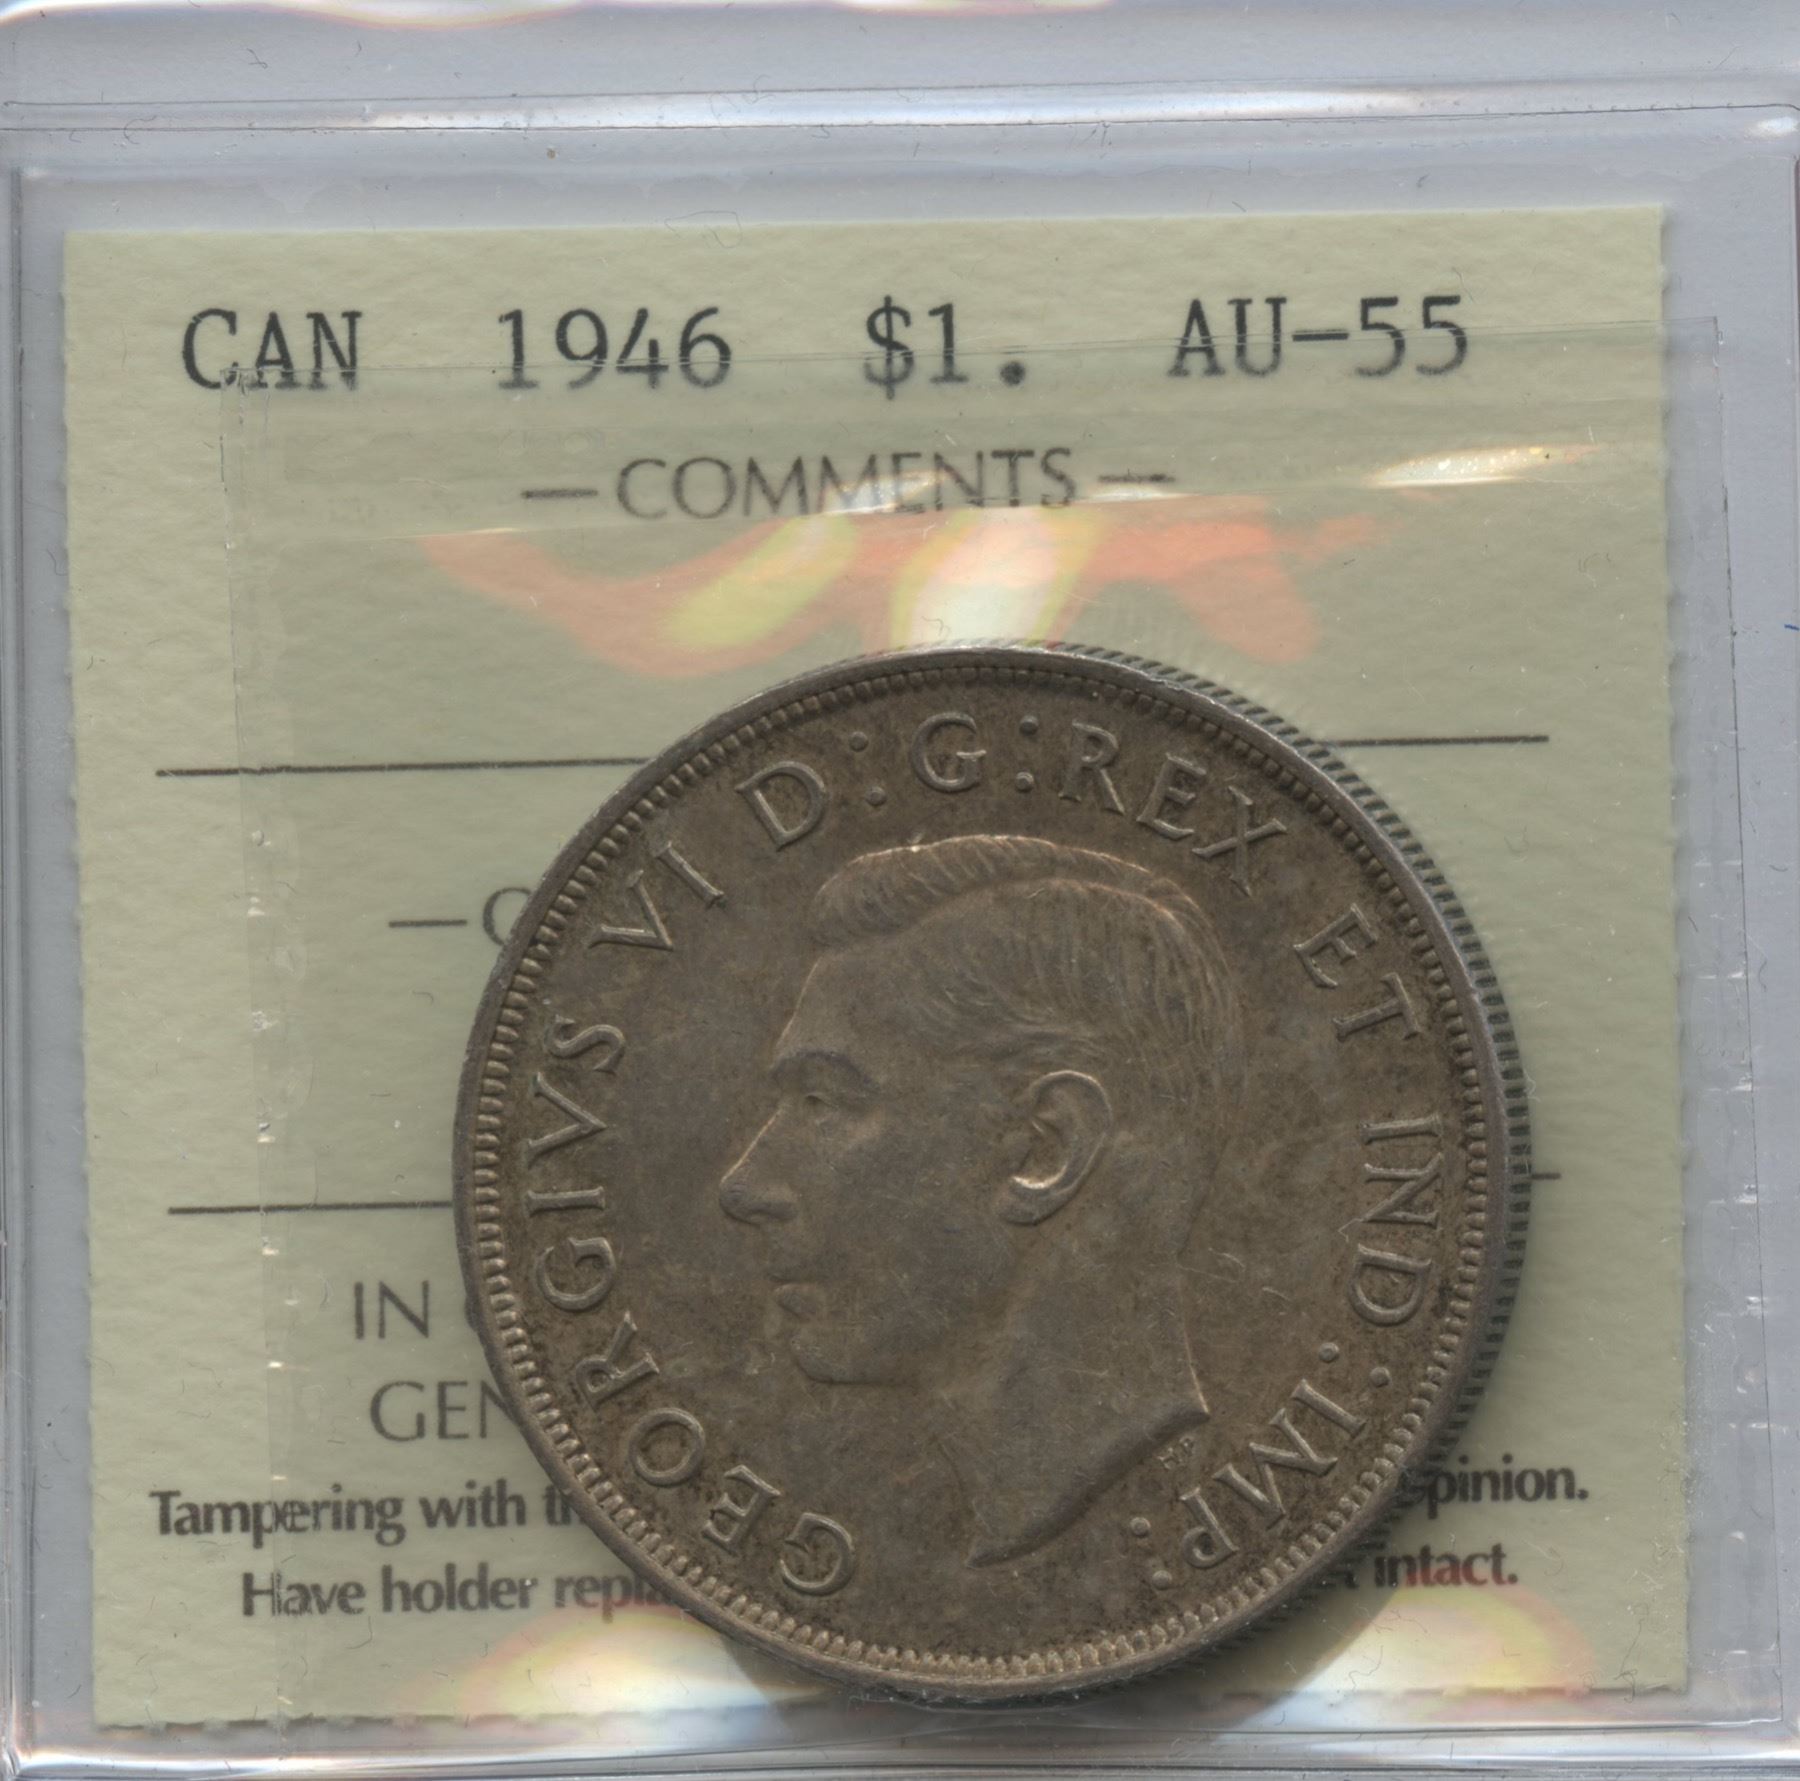 CAN 1946 $1. AU-55
— COMMENTS —
GEORGIVS VI D:G:REX ET IND:IMP:
HP
IN
GEN
Tampering with pinion.
Have holder intact.